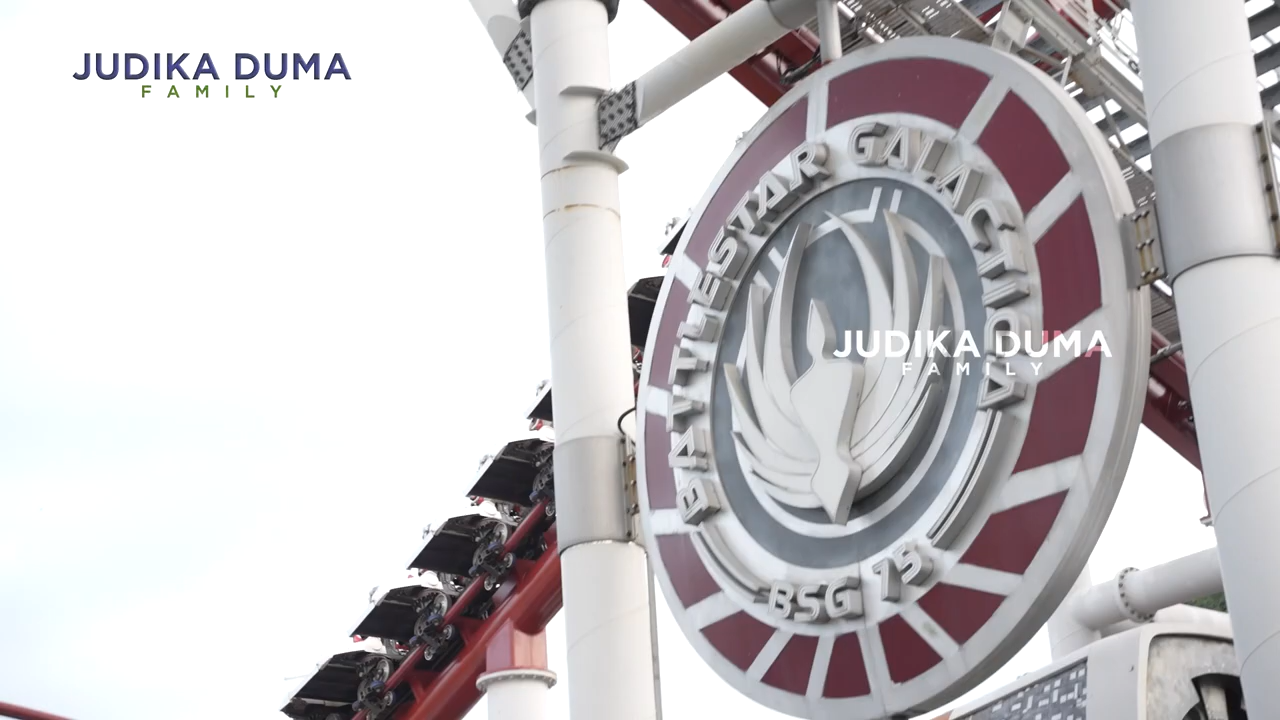 JUDIKA DUMA
FAMILY
BATTLESTAR GALACTICA
JUDIKA DUMA
FAMILY
BSG 75